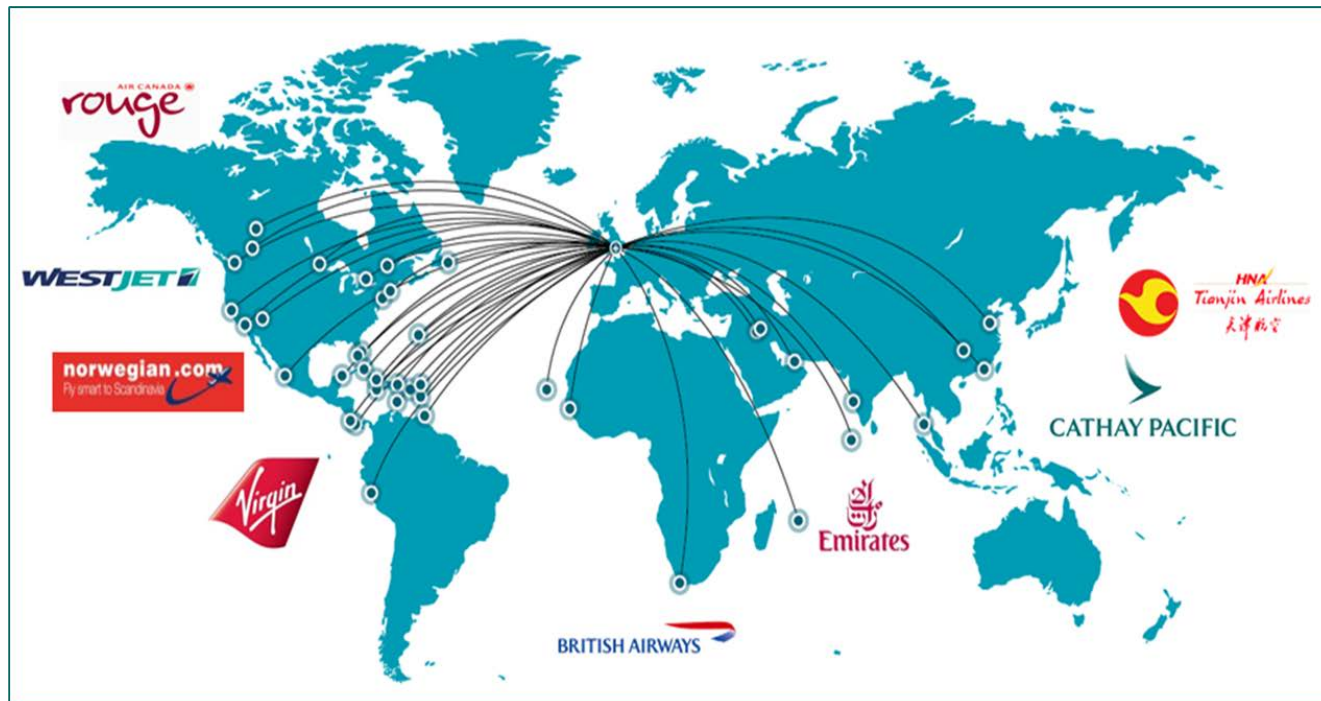 AIR CANADA
rouge
WESTJET
norwegian.com
Fly smart to Scandinavia
Virgin
BRITISH AIRWAYS
Emirates
HNA
Tianjin Airlines
天津航空
CATHAY PACIFIC